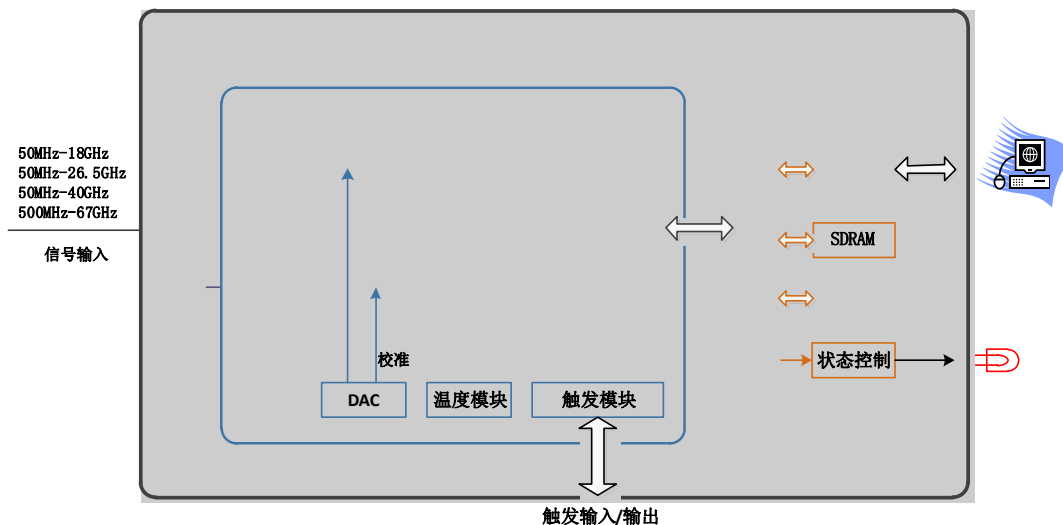 50MHz-18GHz
50MHz-26.5GHz
50MHz-40GHz
500MHz-67GHz
信号输入
SDRAM
校准
状态控制
DAC
温度模块
触发模块
触发输入/输出